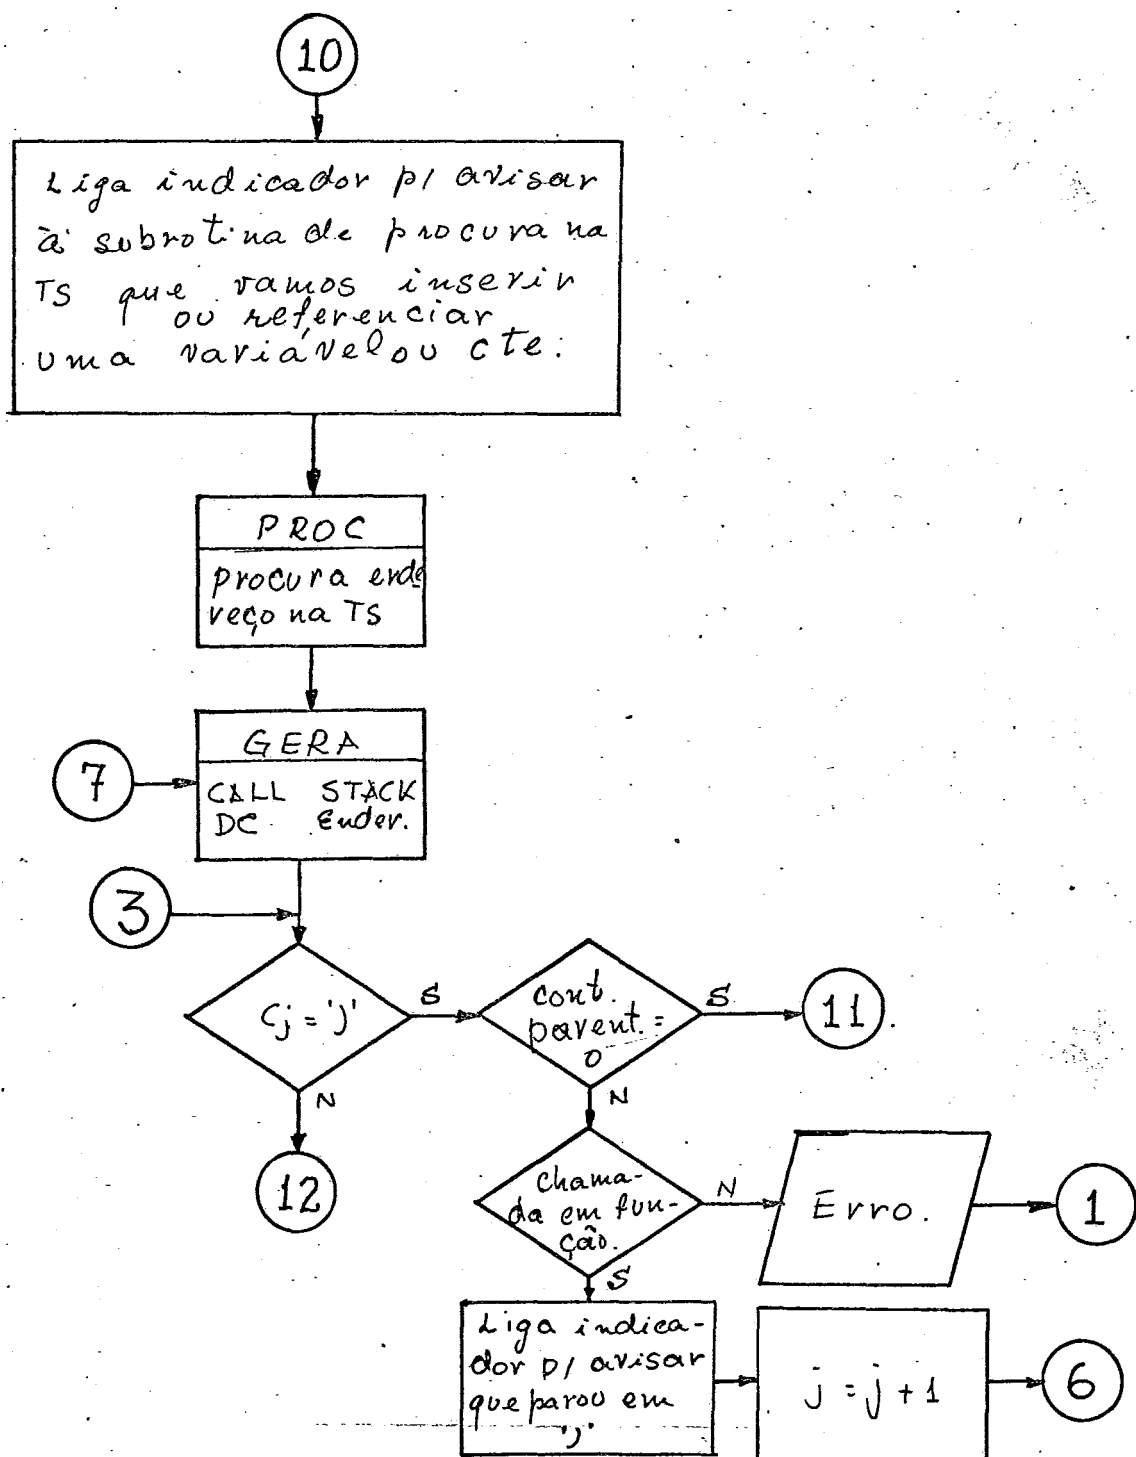 10
Liga indicador p/ avisar
à subrotina de procura na
TS que vamos inserir
ou referenciar
uma variável ou cte.
PROC
procura ende
reço na TS
GERA
7
CALL STACK
DC Ender.
3
Cj = ')'
S
cont.
parent. =
0
S
11
N
N
12
chama-
da em fun-
ção.
N
Erro.
1
S
Liga indica-
dor p/ avisar
que parou em
')'
j = j + 1
6